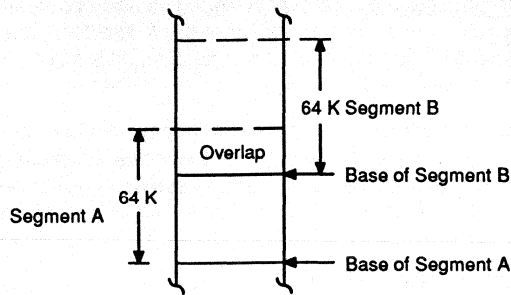 64 K Segment B
Overlap
Base of Segment B
64 K
Segment A
Base of Segment A